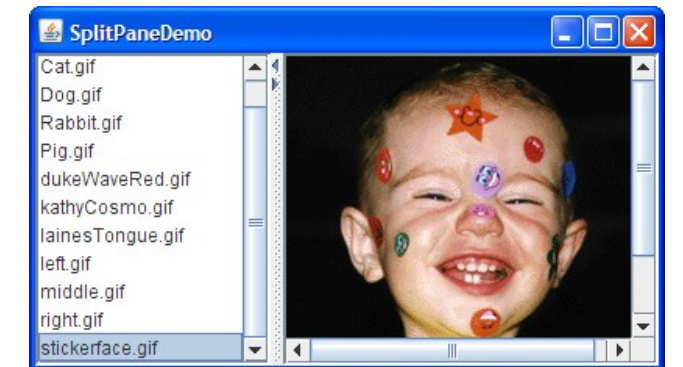 SplitPaneDemo
Cat.gif
Dog.gif
Rabbit.gif
Pig.gif
dukeWaveRed.gif
kathyCosmo.gif
lainesTongue.gif
left.gif
middle.gif
right.gif
stickerface.gif